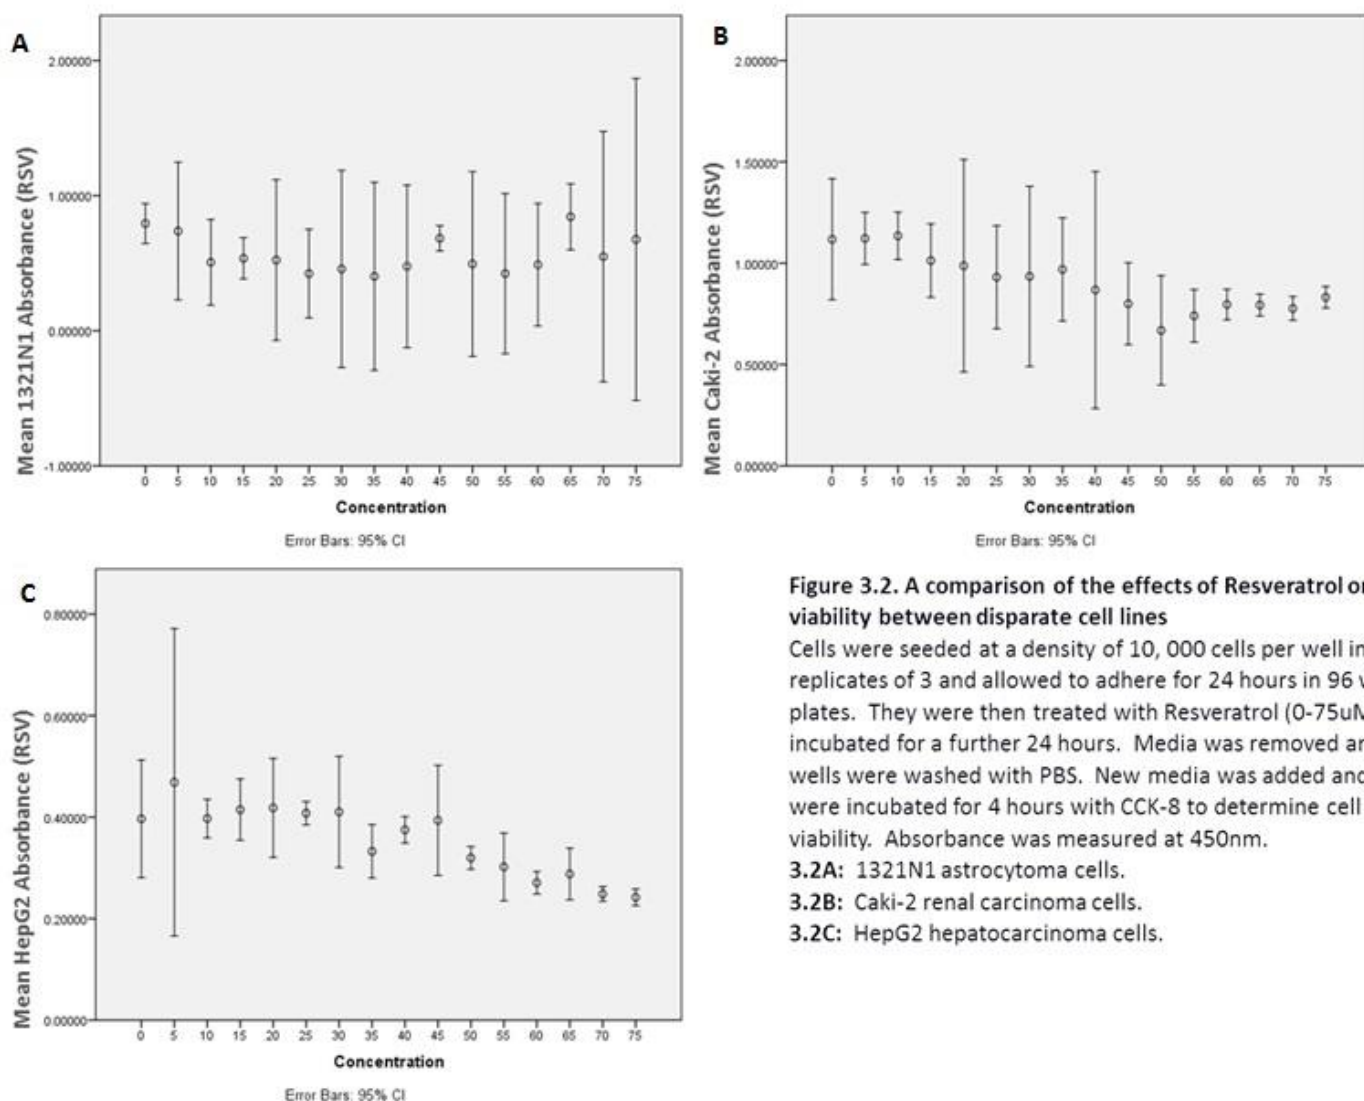 A
Mean 1321N1 Absorbance (RSV)
2.00000
1.00000
0.00000
-1.00000
0 5 10 15 20 25 30 35 40 45 50 55 60 65 70 75
Concentration
Error Bars: 95% CI
B
Mean Caki-2 Absorbance (RSV)
2.00000
1.50000
1.00000
0.50000
0.00000
0 5 10 15 20 25 30 35 40 45 50 55 60 65 70 75
Concentration
Error Bars: 95% CI
C
Mean HepG2 Absorbance (RSV)
0.80000
0.60000
0.40000
0.20000
0.00000
0 5 10 15 20 25 30 35 40 45 50 55 60 65 70 75
Concentration
Error Bars: 95% CI
Figure 3.2. A comparison of the effects of Resveratrol
viability between disparate cell lines
Cells were seeded at a density of 10, 000 cells per well in
replicates of 3 and allowed to adhere for 24 hours in 96
plates. They were then treated with Resveratrol (0-75uM
incubated for a further 24 hours. Media was removed
wells were washed with PBS. New media was added and
were incubated for 4 hours with CCK-8 to determine cell
viability. Absorbance was measured at 450nm.
3.2A: 1321N1 astrocytoma cells.
3.2B: Caki-2 renal carcinoma cells.
3.2C: HepG2 hepatocarcinoma cells.